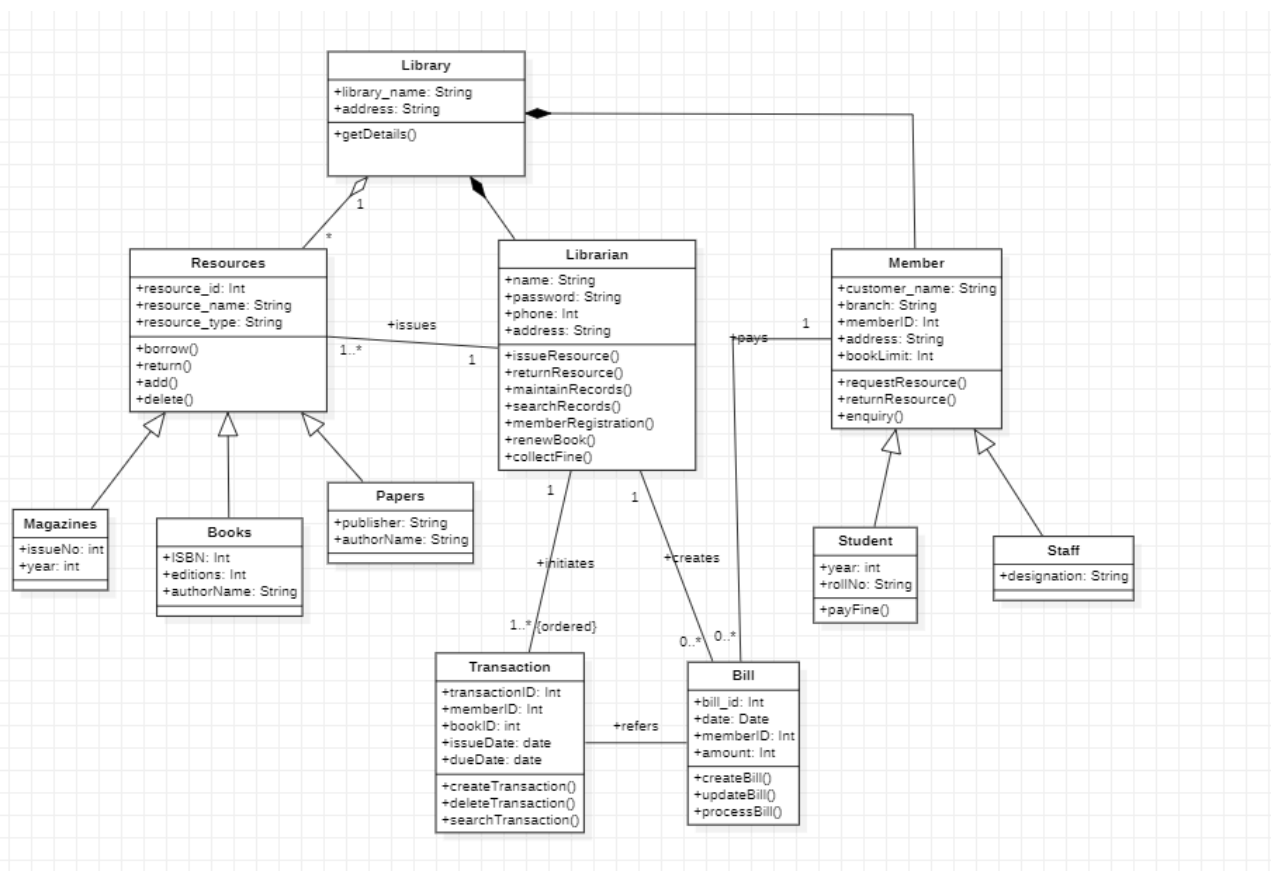 Library
+library_name: String
+address: String
+getDetails()
1
*
Resources
+resource_id: Int
+resource_name: String
+resource_type: String
+borrow()
+return()
+add()
+delete()
+issues
1..*
1
Librarian
+name: String
+password: String
+phone: Int
+address: String
+issueResource()
+returnResource()
+maintainRecords()
+searchRecords()
+memberRegistration()
+renewBook()
+collectFine()
+pays
1
Member
+customer_name: String
+branch: String
+memberID: Int
+address: String
+bookLimit: Int
+requestResource()
+returnResource()
+enquiry()
Magazines
+issueNo: int
+year: int
Books
+ISBN: Int
+editions: Int
+authorName: String
Papers
+publisher: String
+authorName: String
1
+initiates
1..* {ordered}
1
+creates
0..*
0..*
Student
+year: int
+rollNo: String
+payFine()
Staff
+designation: String
Transaction
+transactionID: Int
+memberID: Int
+bookID: int
+issueDate: date
+dueDate: date
+createTransaction()
+deleteTransaction()
+searchTransaction()
+refers
Bill
+bill_id: Int
+date: Date
+memberID: Int
+amount: Int
+createBill()
+updateBill()
+processBill()